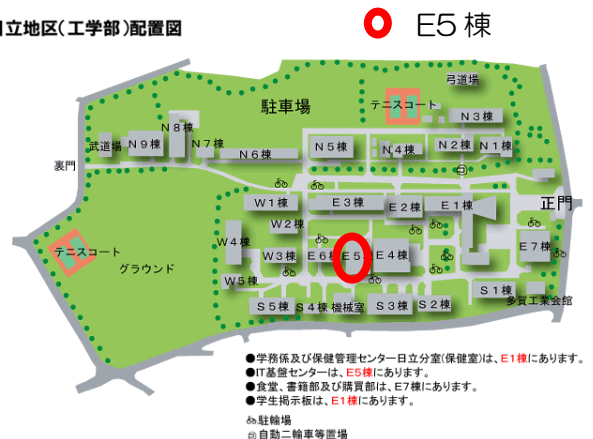 立地区(工学部)配置図
E5棟
弓道場
駐車場
テニスコート
N3棟
N8棟
武道場
N9棟
N7棟
N6棟
N5棟
N4棟
N2棟
N1棟
裏門
W1棟
E3棟
E2棟
E1棟
正門
W2棟
W4棟
W3棟
E6
E5
E4棟
E7棟
テニスコート
グラウンド
W5棟
S1棟
多賀工業会館
S5棟
S4棟
機械室
S3棟
S2棟
●学務係及び保健管理センター日立分室(保健室)は、E1棟にあります。
●IT基盤センターは、E5棟にあります。
●食堂、書籍部及び購買部は、E7棟にあります。
●学生掲示板は、E1棟にあります。
駐輪場
自動二輪車等置場